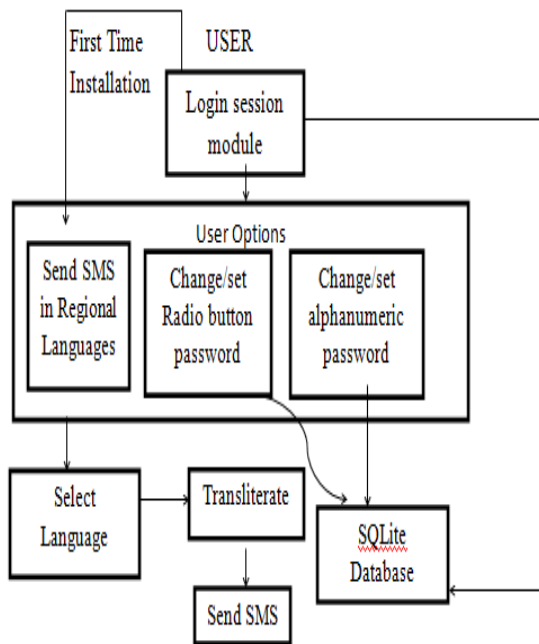 First Time
Installation
USER
Login session
module
User Options
Send SMS
in Regional
Languages
Change/set
Radio button
password
Change/set
alphanumeric
password
Select
Language
Transliterate
SQLite
Database
Send SMS